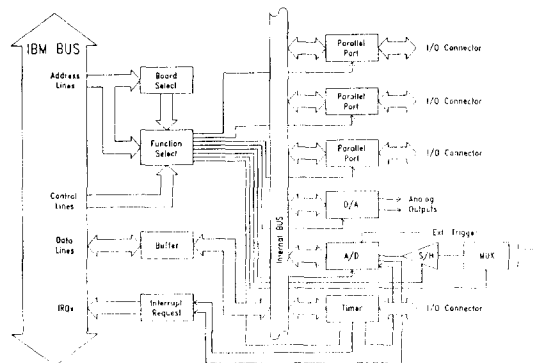 IBM BUS
Address
Lines
Board
Select
Function
Select
Control
Lines
Data
Lines
Buffer
IRQs
Interrupt
Request
Internal BUS
Parallel
Port
I/O Connector
Parallel
Port
I/O Connector
Parallel
Port
I/O Connector
D/A
Analog
Outputs
Ext Trigger
A/D
S/H
MUX
Timer
I/O Connector